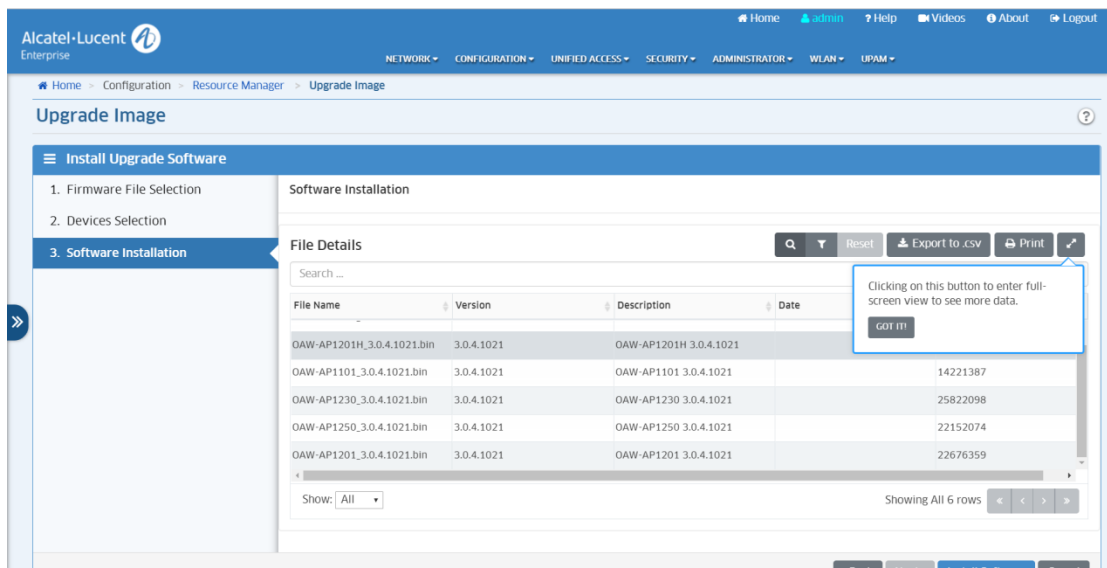 Home admin ? Help Videos About Logout
Alcatel·Lucent
Enterprise
NETWORK CONFIGURATION UNIFIED ACCESS SECURITY ADMINISTRATOR WLAN UPAM
Home > Configuration > Resource Manager > Upgrade Image
Upgrade Image
?
Install Upgrade Software
1. Firmware File Selection
2. Devices Selection
3. Software Installation
Software Installation
File Details
Reset Export to .csv Print
Search ...
Clicking on this button to enter full-
screen view to see more data.
GOT IT!
File Name Version Description Date
OAW-AP1201H_3.0.4.1021.bin 3.0.4.1021 OAW-AP1201H 3.0.4.1021
OAW-AP1101_3.0.4.1021.bin 3.0.4.1021 OAW-AP1101 3.0.4.1021 14221387
OAW-AP1230_3.0.4.1021.bin 3.0.4.1021 OAW-AP1230 3.0.4.1021 25822098
OAW-AP1250_3.0.4.1021.bin 3.0.4.1021 OAW-AP1250 3.0.4.1021 22152074
OAW-AP1201_3.0.4.1021.bin 3.0.4.1021 OAW-AP1201 3.0.4.1021 22676359
Show: All Showing All 6 rows « < > »